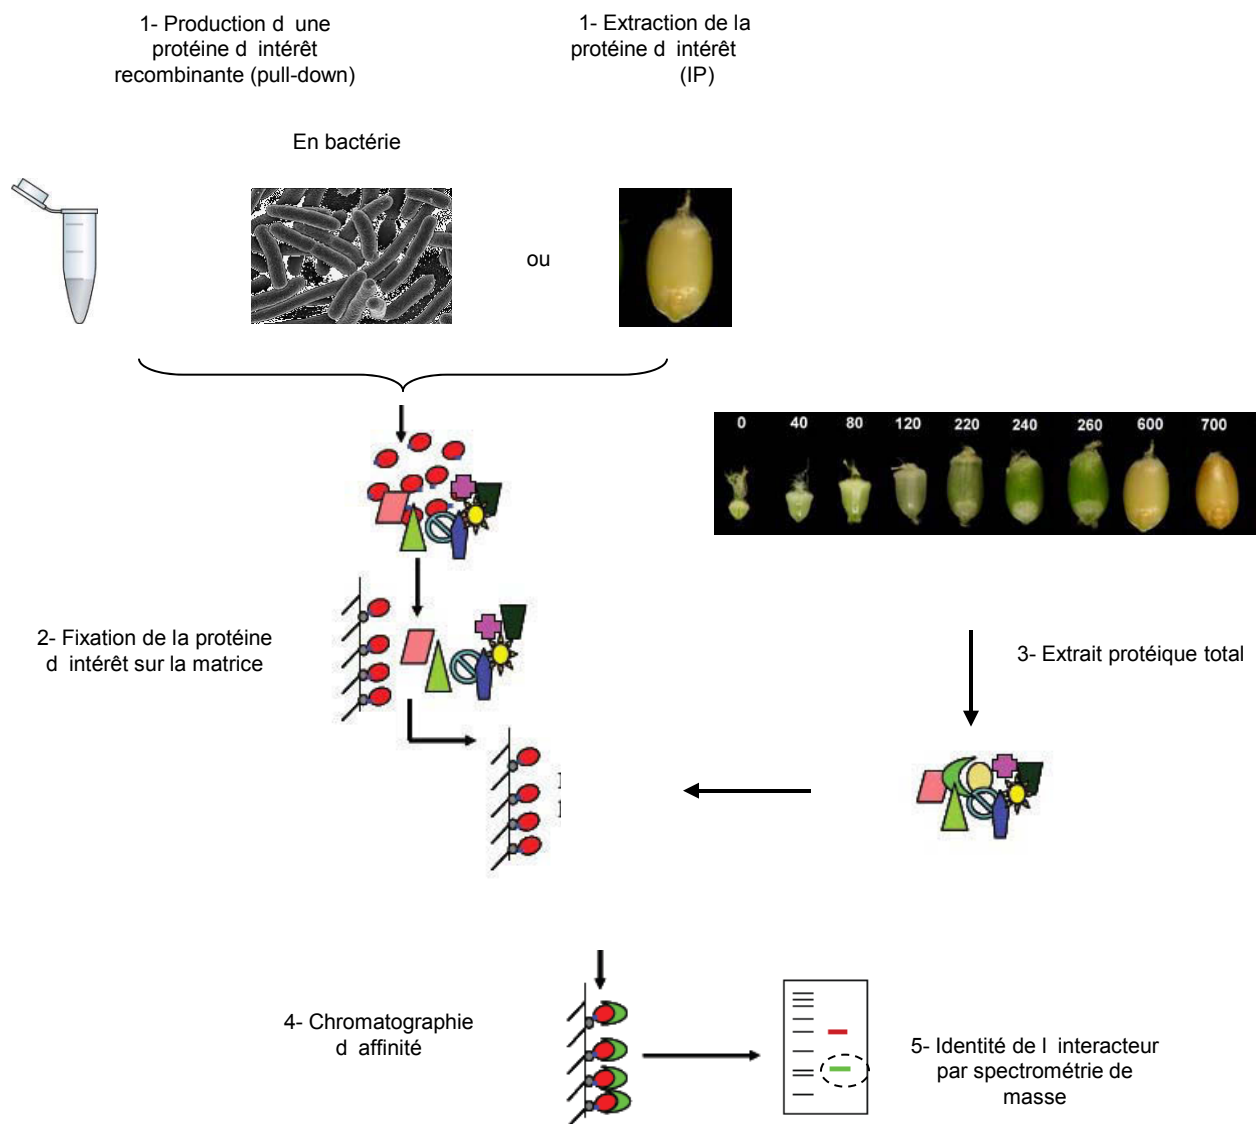 1- Production d une
protéine d intérêt
recombinante (pull-down)
1- Extraction de la
protéine d intérêt
(IP)
En bactérie
ou
0 40 80 120 220 240 260 600 700
2- Fixation de la protéine
d intérêt sur la matrice
3- Extrait protéique total
4- Chromatographie
d affinité
5- Identité de l interacteur
par spectrométrie de
masse